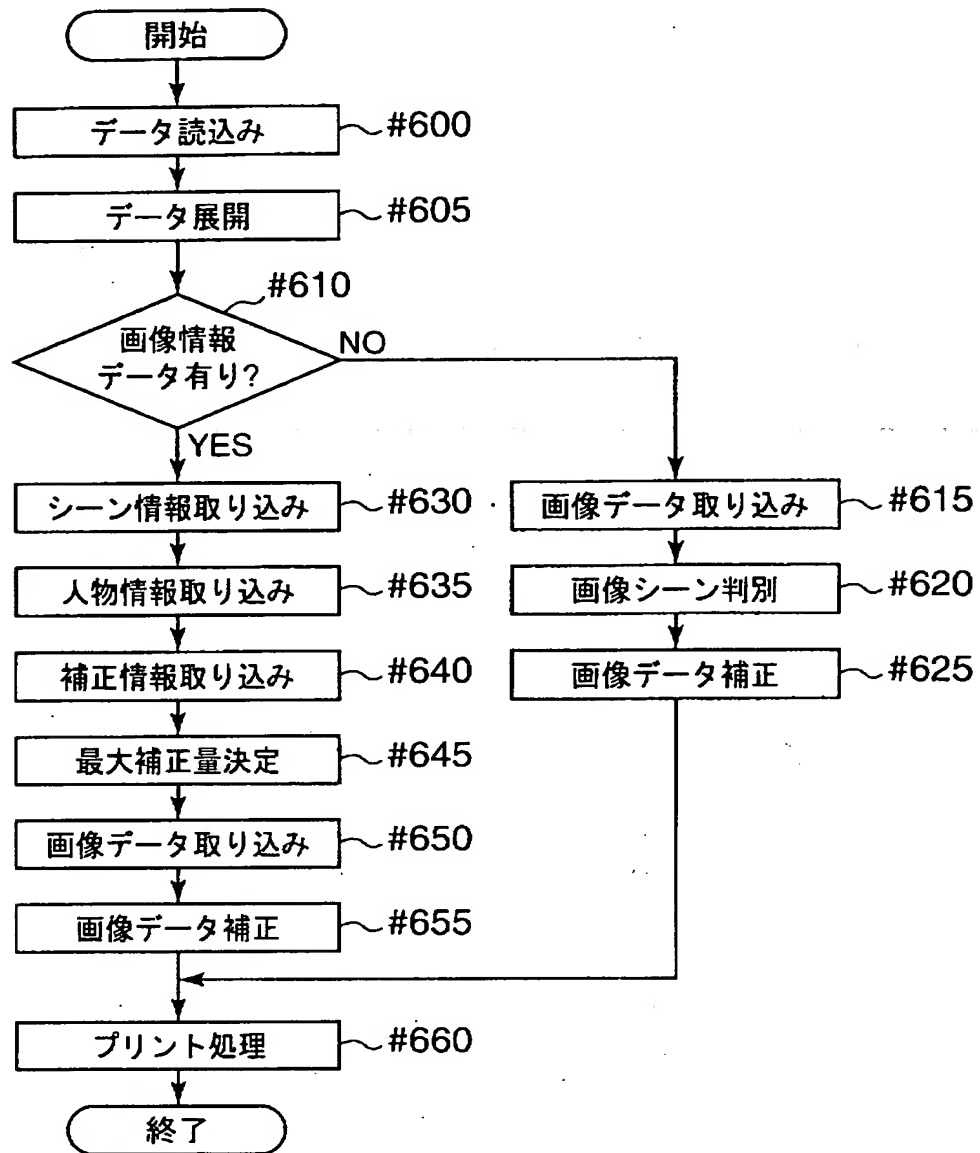 開始
データ読込み #600
データ展開 #605
#610
画像情報
データ有り?
NO
YES
シーン情報取り込み #630
人物情報取り込み #635
補正情報取り込み #640
最大補正量決定 #645
画像データ取り込み #650
画像データ補正 #655
画像データ取り込み #615
画像シーン判別 #620
画像データ補正 #625
プリント処理 #660
終了